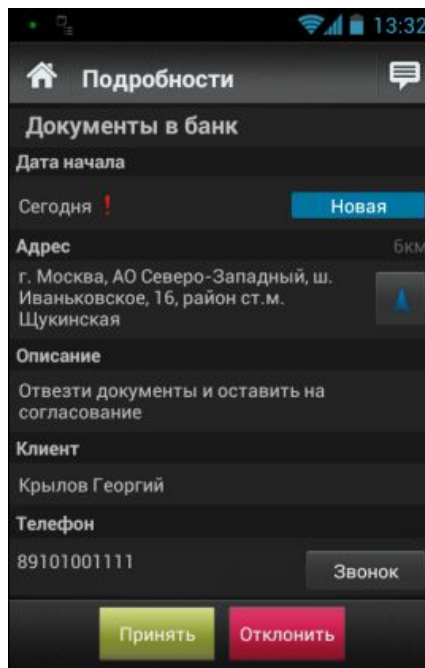 13:32
Подробности
Документы в банк
Дата начала
Сегодня ! Новая
Адрес 6км
г. Москва, АО Северо-Западный, ш.
Иваньковское, 16, район ст.м.
Щукинская
Описание
Отвезти документы и оставить на
согласование
Клиент
Крылов Георгий
Телефон
89101001111 Звонок
Принять Отклонить